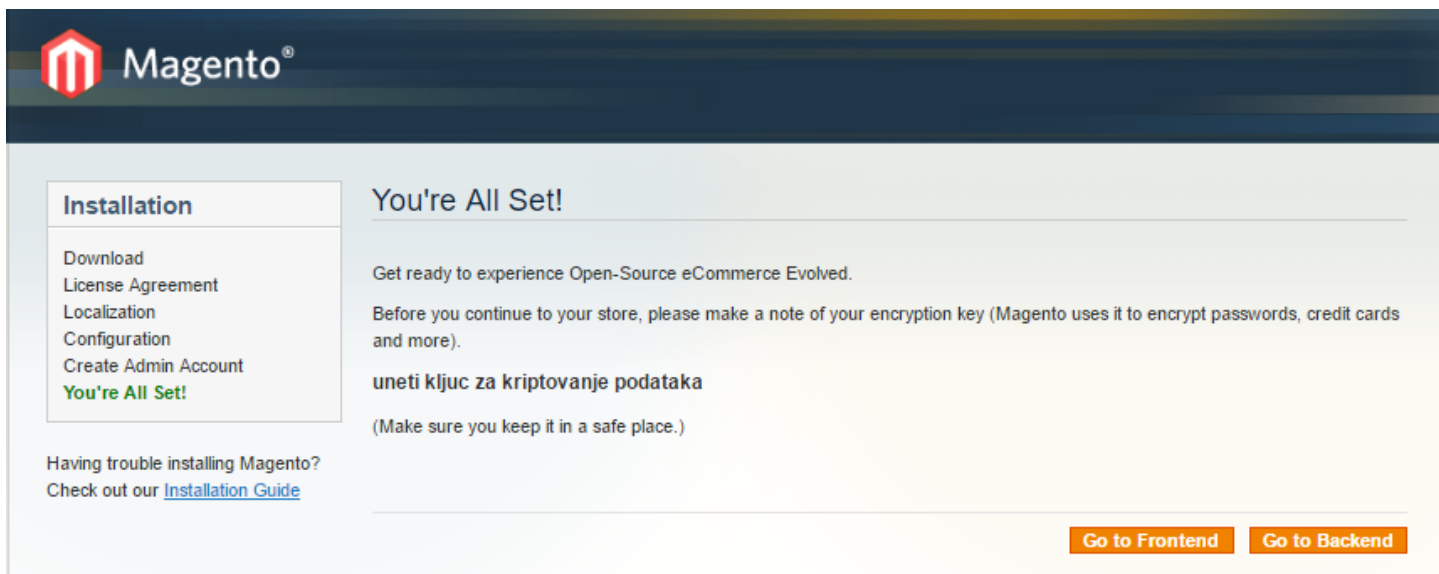 Magento®
Installation
Download
License Agreement
Localization
Configuration
Create Admin Account
You're All Set!
Having trouble installing Magento?
Check out our Installation Guide
You're All Set!
Get ready to experience Open-Source eCommerce Evolved.
Before you continue to your store, please make a note of your encryption key (Magento uses it to encrypt passwords, credit cards
and more).
uneti kljuc za kriptovanje podataka
(Make sure you keep it in a safe place.)
Go to Frontend
Go to Backend